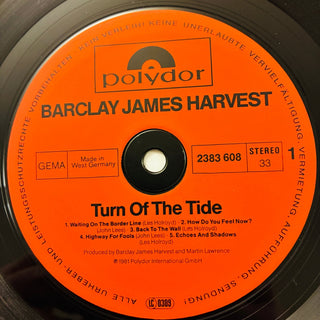 polydor
BARCLAY JAMES HARVEST
GEMA
Made in
West Germany
2383 608
STEREO
33
1
Turn Of The Tide
1. Waiting On The Border Line (Les Holroyd) · 2. How Do You Feel Now?
(John Lees) · 3. Back To The Wall (Les Holroyd)
4. Highway For Fools (John Lees) · 5. Echoes And Shadows
(Les Holroyd)
Produced by Barclay James Harvest and Martin Lawrence
℗ 1981 Polydor International GmbH
LC 0309
ALLE URHEBER- UND LEISTUNGSSCHUTZRECHTE VORBEHALTEN · KEIN VERLEIH! KEINE UNERLAUBTE VERVIELFÄLTIGUNG, VERMIETUNG, AUFFÜHRUNG, SENDUNG!